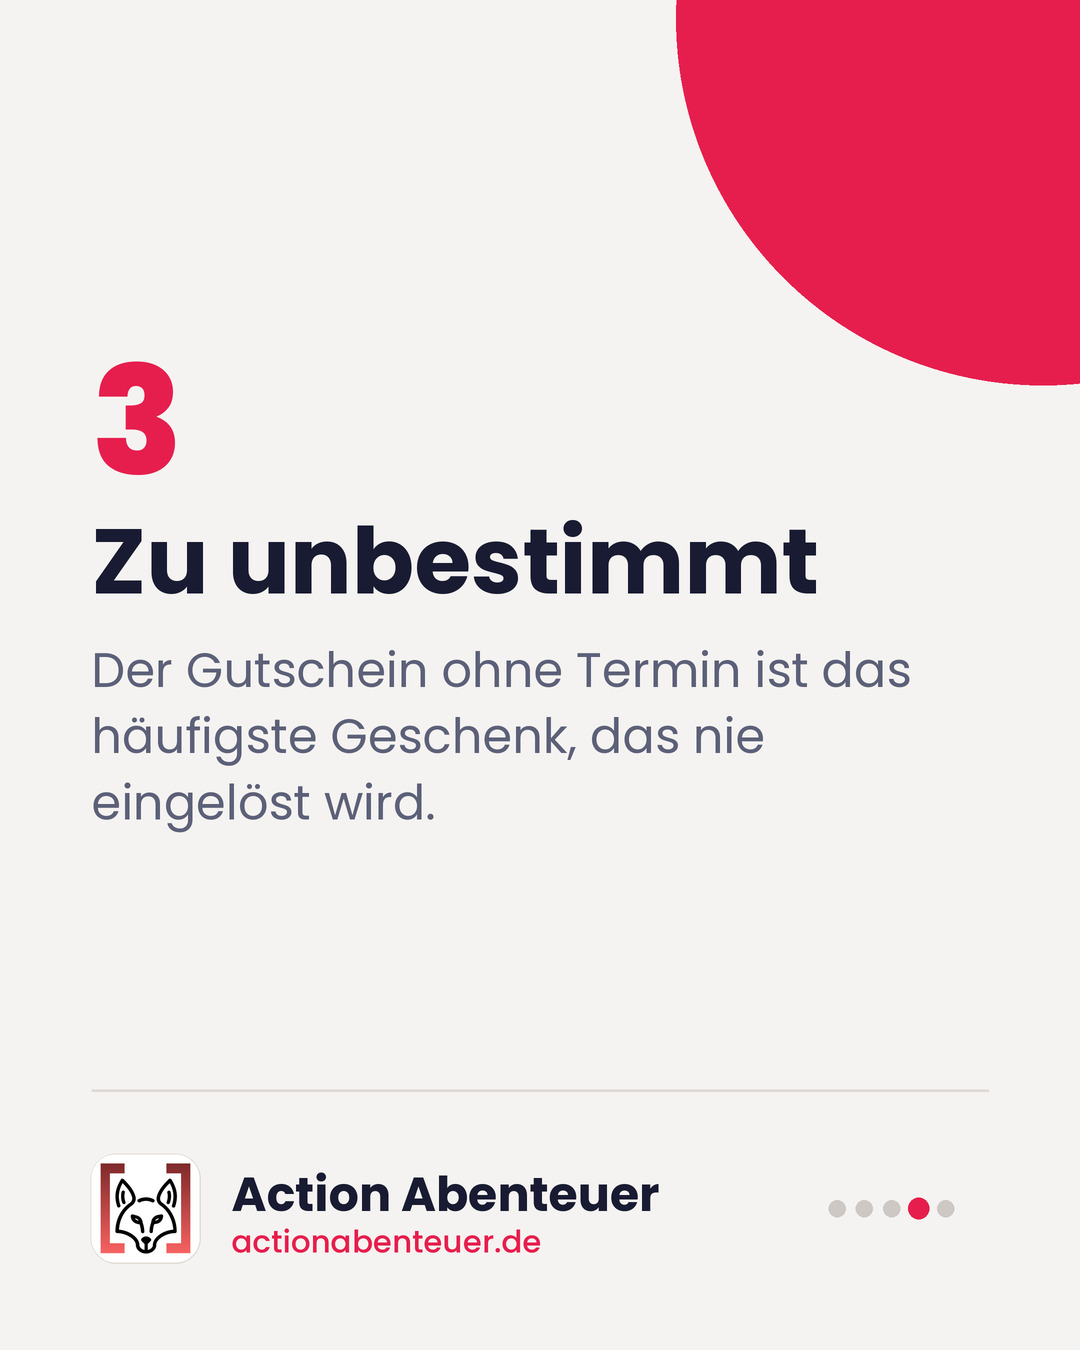 3
Zu unbestimmt
Der Gutschein ohne Termin ist das
häufigste Geschenk, das nie
eingelöst wird.
Action Abenteuer
actionabenteuer.de